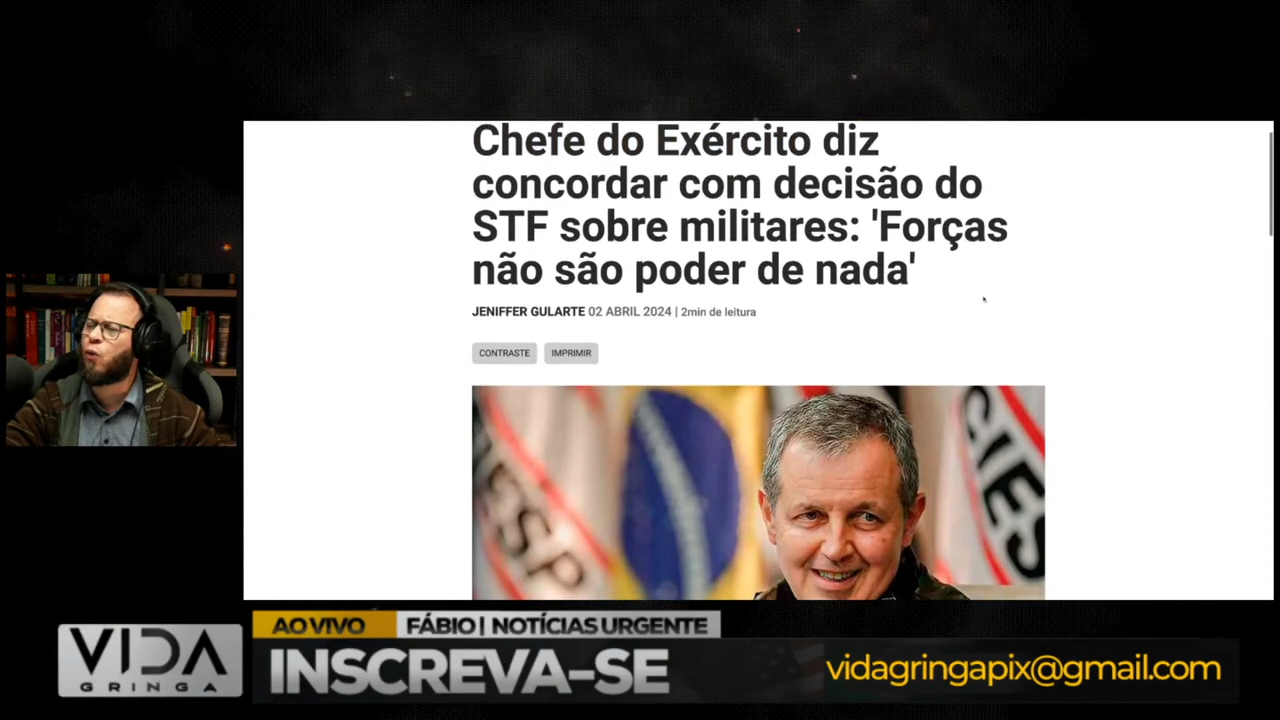 Chefe do Exército diz
concordar com decisão do
STF sobre militares: 'Forças
não são poder de nada'
JENIFFER GULARTE 02 ABRIL 2024 | 2min de leitura
CONTRASTE IMPRIMIR
CIESP
CIES
AO VIVO FÁBIO | NOTÍCIAS URGENTE
VIDA
GRINGA
INSCREVA-SE
vidagringapix@gmail.com